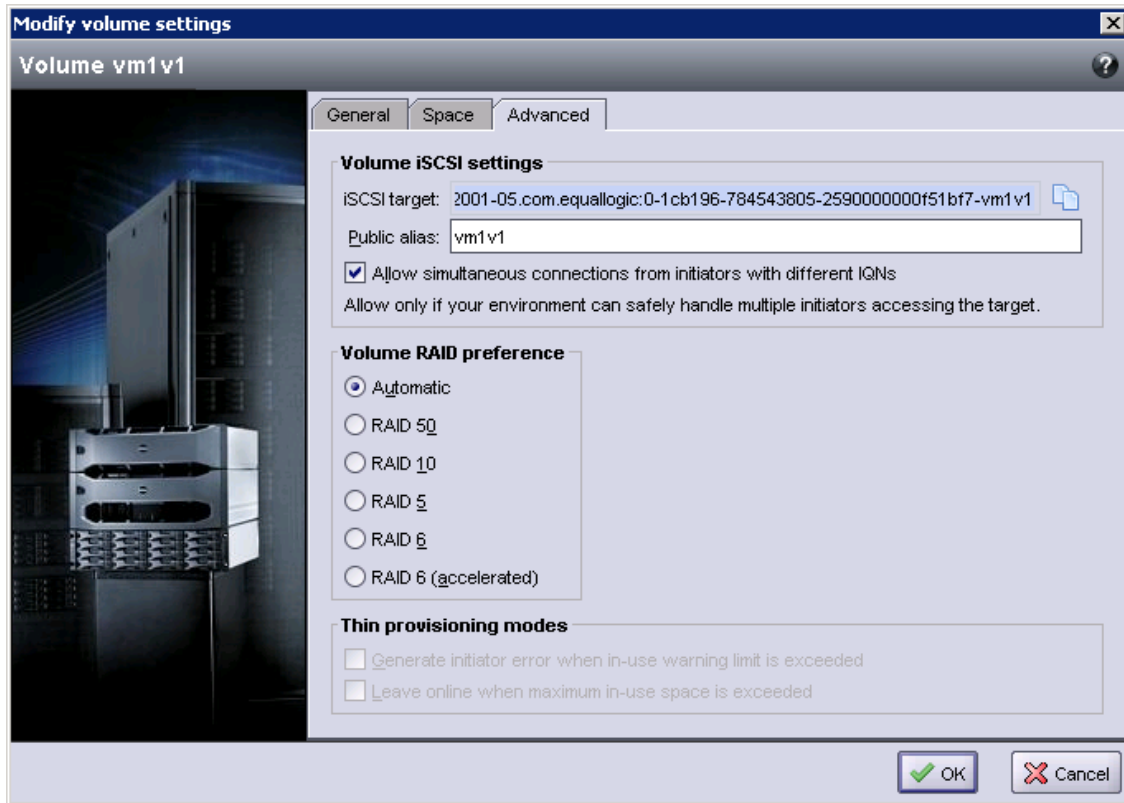 Modify volume settings
Volume vm1v1
?
General Space Advanced
Volume iSCSI settings
iSCSI target: 2001-05.com.equallogic:0-1cb196-784543805-2590000000f51bf7-vm1v1
Public alias: vm1v1
Allow simultaneous connections from initiators with different IQNs
Allow only if your environment can safely handle multiple initiators accessing the target.
Volume RAID preference
Automatic
RAID 50
RAID 10
RAID 5
RAID 6
RAID 6 (accelerated)
Thin provisioning modes
Generate initiator error when in-use warning limit is exceeded
Leave online when maximum in-use space is exceeded
OK Cancel